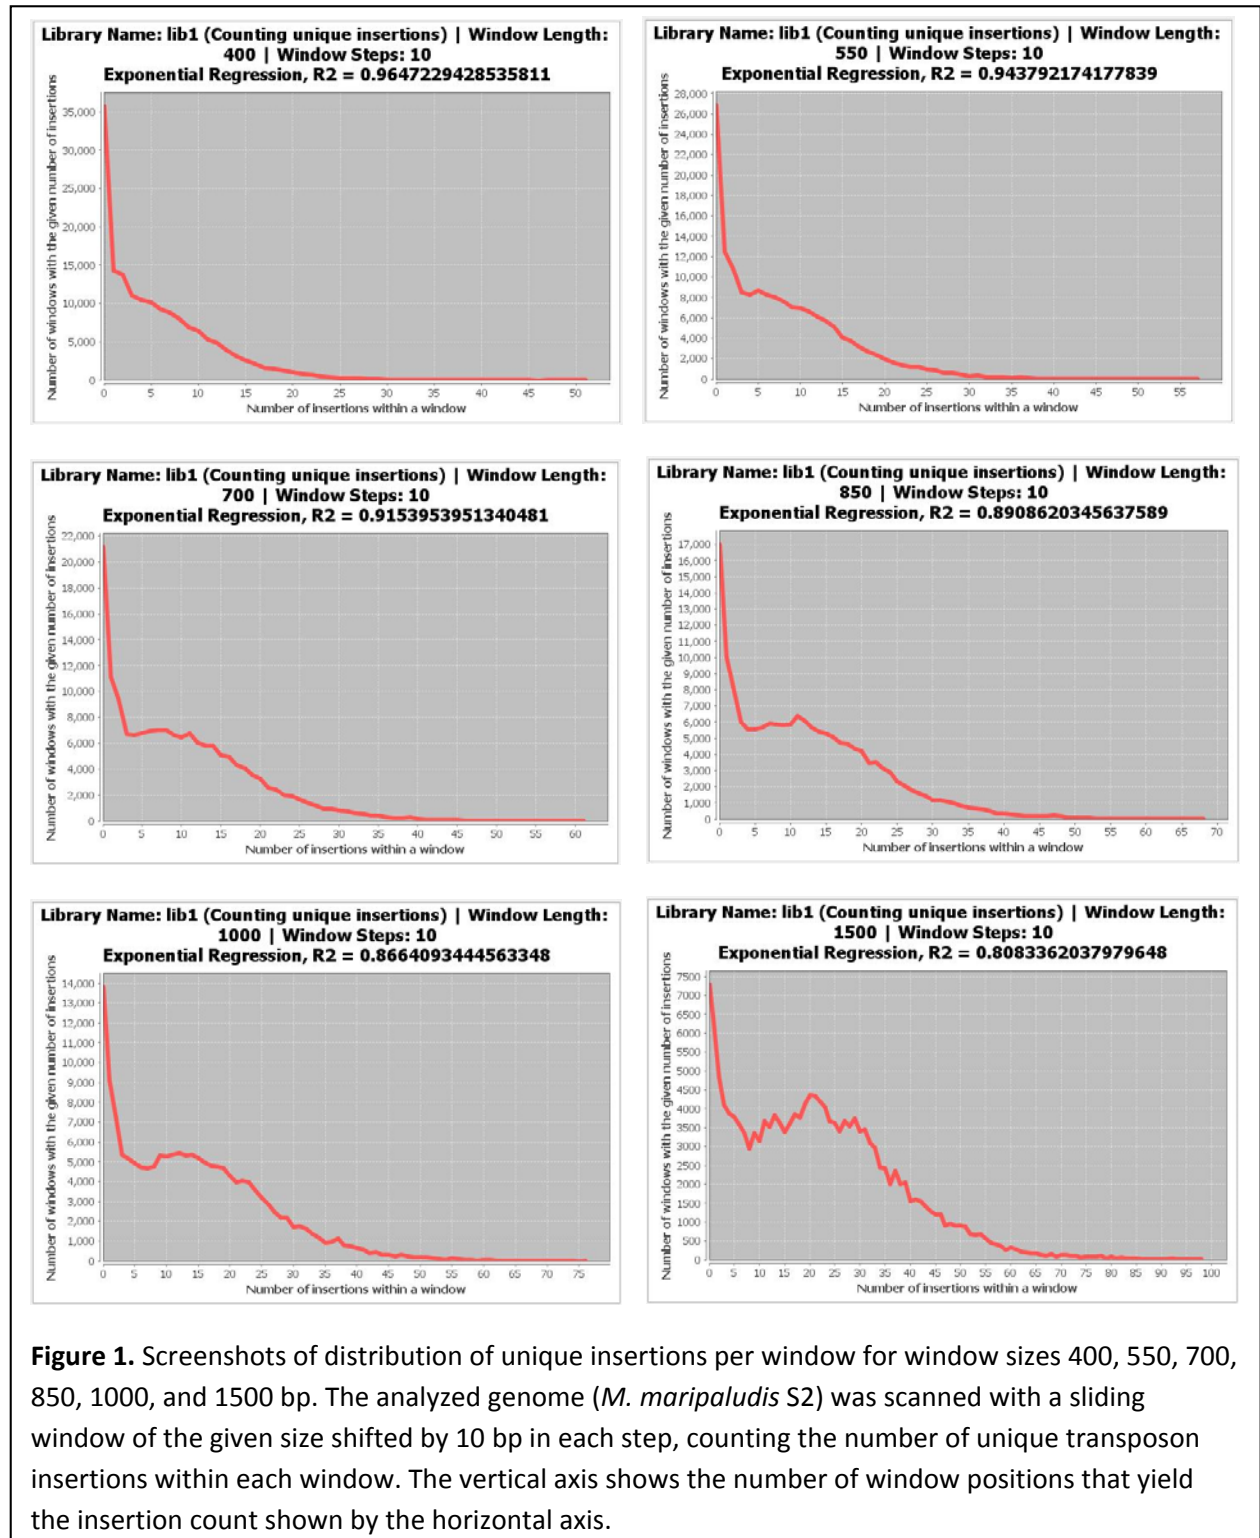 Library Name: lib1 (Counting unique insertions) | Window Length:
400 | Window Steps: 10
Exponential Regression, R2 = 0.9647229428535811
Number of windows with the given number of insertions
35,000
30,000
25,000
20,000
15,000
10,000
5,000
0
0 5 10 15 20 25 30 35 40 45 50
Number of insertions within a window
Library Name: lib1 (Counting unique insertions) | Window Length:
550 | Window Steps: 10
Exponential Regression, R2 = 0.943792174177839
Number of windows with the given number of insertions
28,000
26,000
24,000
22,000
20,000
18,000
16,000
14,000
12,000
10,000
8,000
6,000
4,000
2,000
0
0 5 10 15 20 25 30 35 40 45 50 55
Number of insertions within a window
Library Name: lib1 (Counting unique insertions) | Window Length:
700 | Window Steps: 10
Exponential Regression, R2 = 0.9153953951340481
Number of windows with the given number of insertions
22,000
20,000
18,000
16,000
14,000
12,000
10,000
8,000
6,000
4,000
2,000
0
0 5 10 15 20 25 30 35 40 45 50 55 60
Number of insertions within a window
Library Name: lib1 (Counting unique insertions) | Window Length:
850 | Window Steps: 10
Exponential Regression, R2 = 0.8908620345637589
Number of windows with the given number of insertions
17,000
16,000
15,000
14,000
13,000
12,000
11,000
10,000
9,000
8,000
7,000
6,000
5,000
4,000
3,000
2,000
1,000
0
0 5 10 15 20 25 30 35 40 45 50 55 60 65 70
Number of insertions within a window
Library Name: lib1 (Counting unique insertions) | Window Length:
1000 | Window Steps: 10
Exponential Regression, R2 = 0.8664093444563348
Number of windows with the given number of insertions
14,000
13,000
12,000
11,000
10,000
9,000
8,000
7,000
6,000
5,000
4,000
3,000
2,000
1,000
0
0 5 10 15 20 25 30 35 40 45 50 55 60 65 70 75
Number of insertions within a window
Library Name: lib1 (Counting unique insertions) | Window Length:
1500 | Window Steps: 10
Exponential Regression, R2 = 0.8083362037979648
Number of windows with the given number of insertions
7500
7000
6500
6000
5500
5000
4500
4000
3500
3000
2500
2000
1500
1000
500
0
0 5 10 15 20 25 30 35 40 45 50 55 60 65 70 75 80 85 90 95 100
Number of insertions within a window
Figure 1. Screenshots of distribution of unique insertions per window for window sizes 400, 550, 700,
850, 1000, and 1500 bp. The analyzed genome (M. maripaludis S2) was scanned with a sliding
window of the given size shifted by 10 bp in each step, counting the number of unique transposon
insertions within each window. The vertical axis shows the number of window positions that yield
the insertion count shown by the horizontal axis.